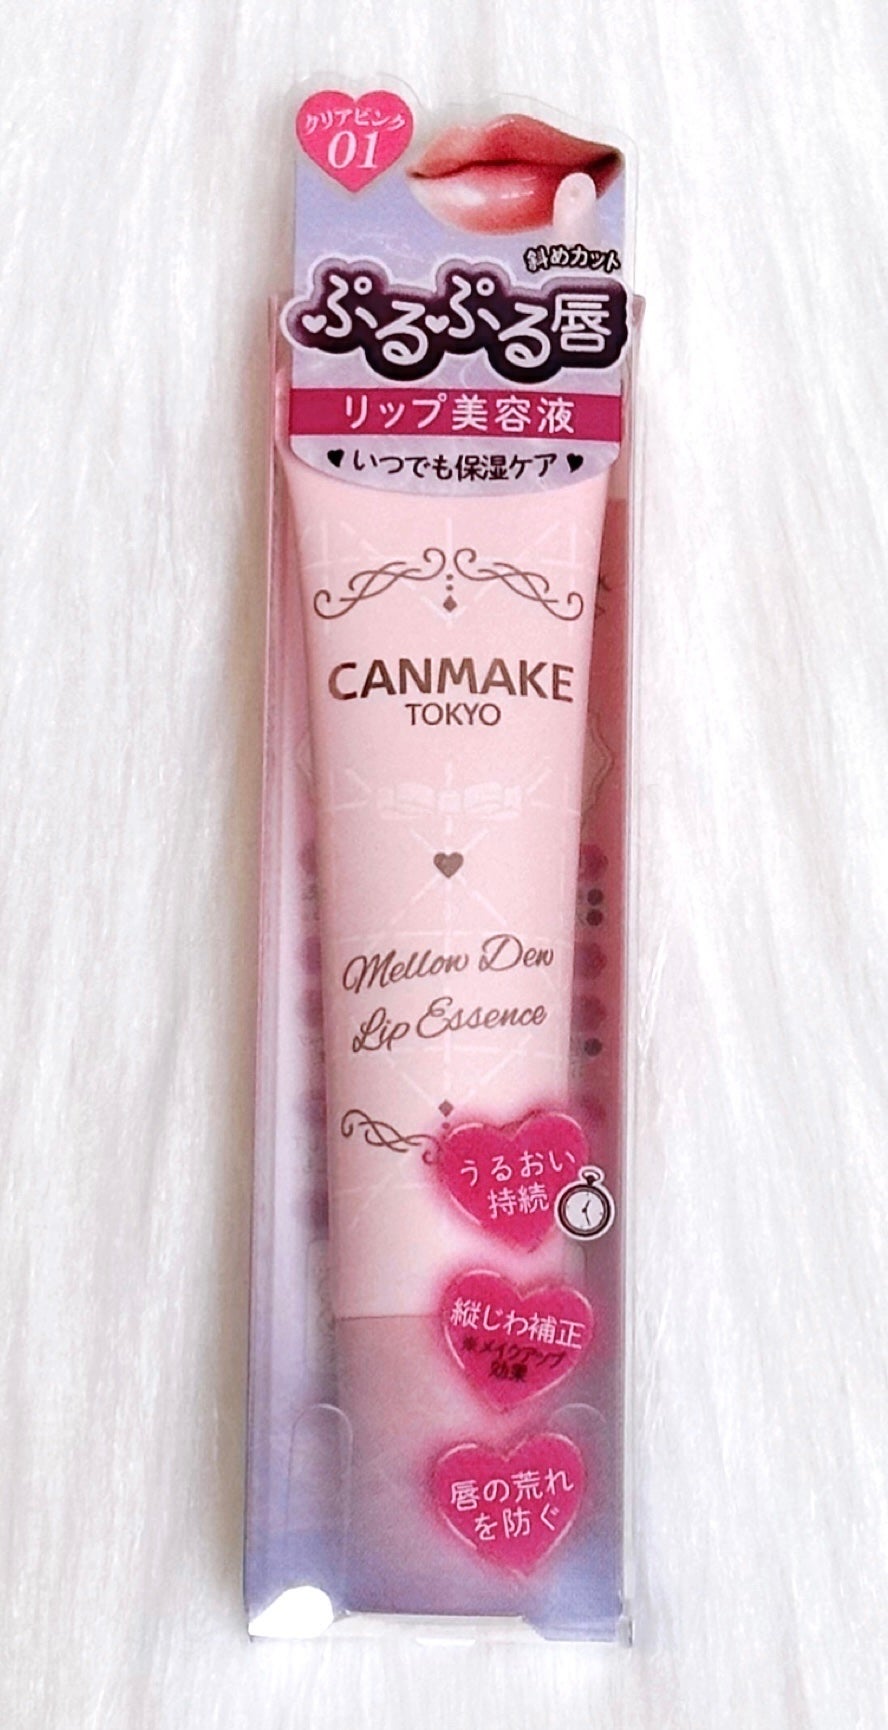 クリアピンク
01
斜めカット
ぷるぷる唇
リップ美容液
いつでも保湿ケア
CANMAKE
TOKYO
Mellow Dew
Lip Essence
うるおい
持続
縦じわ補正
※メイクアップ
効果
唇の荒れ
を防ぐ